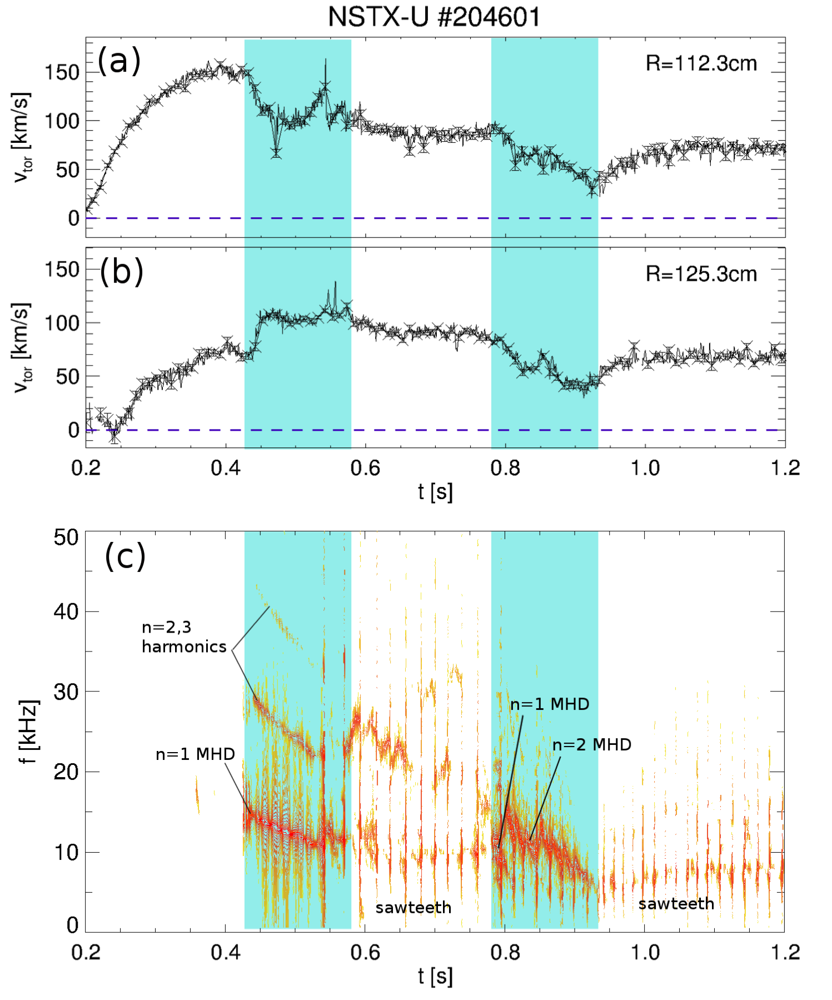 NSTX-U #204601
(a)
R=112.3cm
150
100
50
0
v_tor [km/s]
(b)
R=125.3cm
150
100
50
0
v_tor [km/s]
0.2 0.4 0.6 0.8 1.0 1.2
t [s]
(c)
50
40
30
20
10
0
f [kHz]
n=2,3
harmonics
n=1 MHD
n=1 MHD
n=2 MHD
sawteeth
sawteeth
0.2 0.4 0.6 0.8 1.0 1.2
t [s]